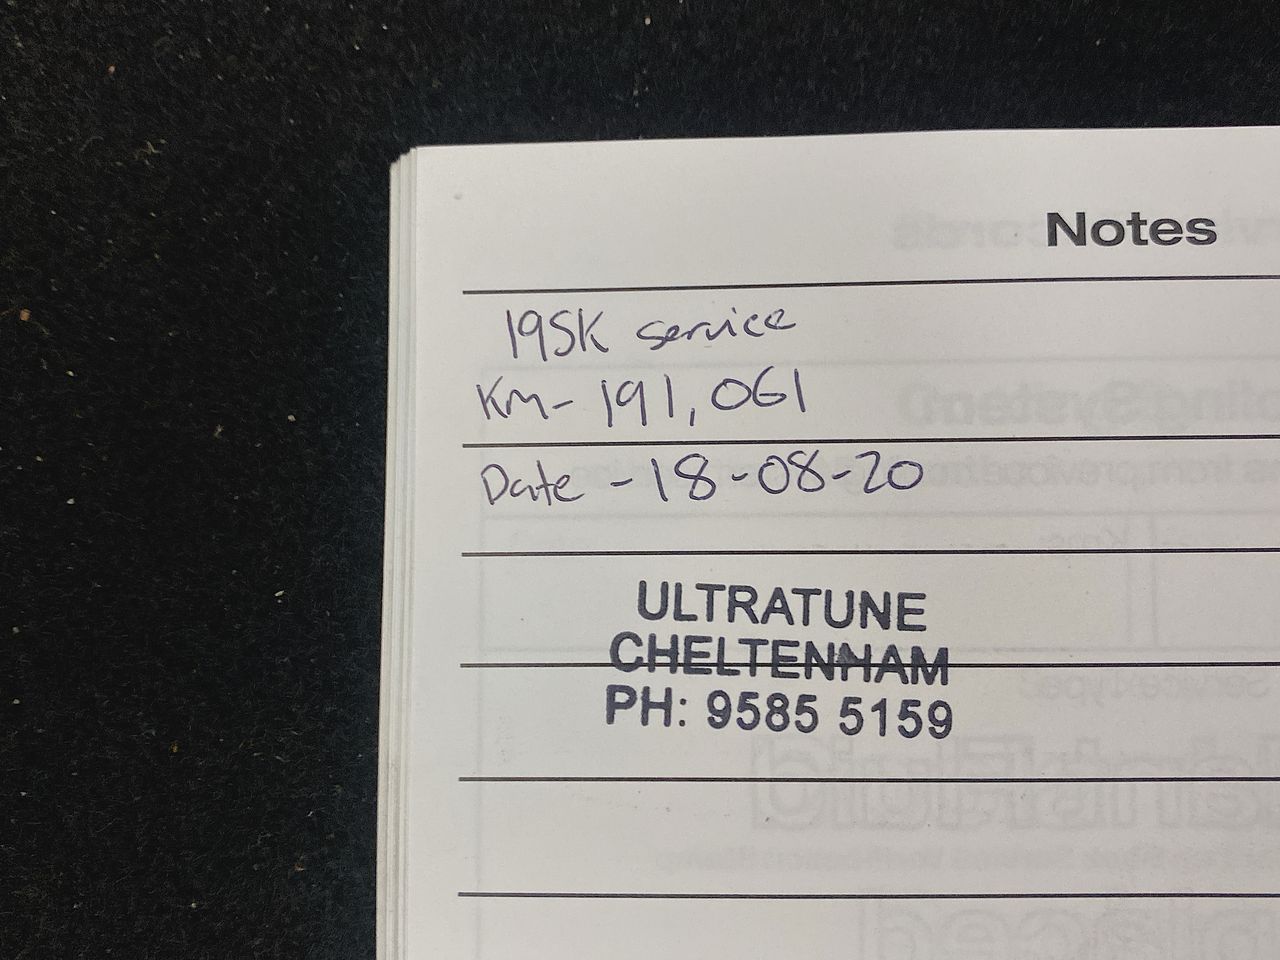 Notes
195K service
Km- 191,061
Date - 18-08-20
ULTRATUNE
CHELTENHAM
PH: 9585 5159